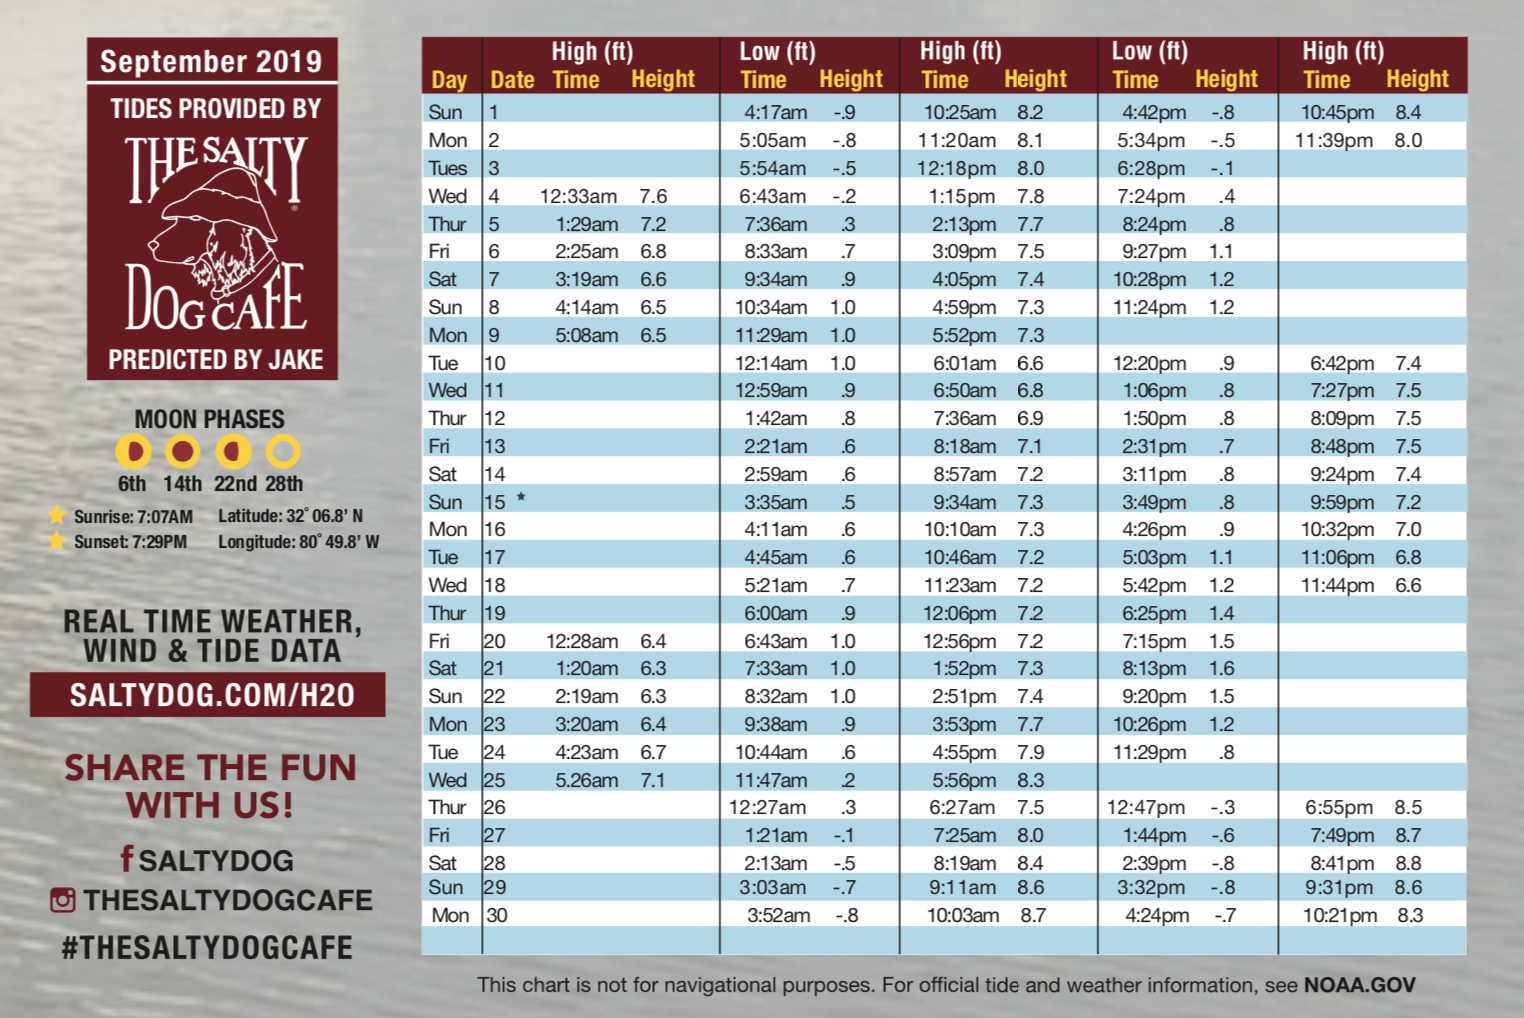 September 2019
TIDES PROVIDED BY
THE SALTY
®
DOG CAFE
PREDICTED BY JAKE
MOON PHASES
6th 14th 22nd 28th
Sunrise: 7:07AM Latitude: 32° 06.8' N
Sunset: 7:29PM Longitude: 80° 49.8' W
REAL TIME WEATHER,
WIND & TIDE DATA
SALTYDOG.COM/H2O
SHARE THE FUN
WITH US!
f SALTYDOG
THESALTYDOGCAFE
#THESALTYDOGCAFE
High (ft) Low (ft) High (ft) Low (ft) High (ft)
Day Date Time Height Time Height Time Height Time Height Time Height
Sun 1 4:17am -.9 10:25am 8.2 4:42pm -.8 10:45pm 8.4
Mon 2 5:05am -.8 11:20am 8.1 5:34pm -.5 11:39pm 8.0
Tues 3 5:54am -.5 12:18pm 8.0 6:28pm -.1
Wed 4 12:33am 7.6 6:43am -.2 1:15pm 7.8 7:24pm .4
Thur 5 1:29am 7.2 7:36am .3 2:13pm 7.7 8:24pm .8
Fri 6 2:25am 6.8 8:33am .7 3:09pm 7.5 9:27pm 1.1
Sat 7 3:19am 6.6 9:34am .9 4:05pm 7.4 10:28pm 1.2
Sun 8 4:14am 6.5 10:34am 1.0 4:59pm 7.3 11:24pm 1.2
Mon 9 5:08am 6.5 11:29am 1.0 5:52pm 7.3
Tue 10 12:14am 1.0 6:01am 6.6 12:20pm .9 6:42pm 7.4
Wed 11 12:59am .9 6:50am 6.8 1:06pm .8 7:27pm 7.5
Thur 12 1:42am .8 7:36am 6.9 1:50pm .8 8:09pm 7.5
Fri 13 2:21am .6 8:18am 7.1 2:31pm .7 8:48pm 7.5
Sat 14 2:59am .6 8:57am 7.2 3:11pm .8 9:24pm 7.4
Sun 15 ★ 3:35am .5 9:34am 7.3 3:49pm .8 9:59pm 7.2
Mon 16 4:11am .6 10:10am 7.3 4:26pm .9 10:32pm 7.0
Tue 17 4:45am .6 10:46am 7.2 5:03pm 1.1 11:06pm 6.8
Wed 18 5:21am .7 11:23am 7.2 5:42pm 1.2 11:44pm 6.6
Thur 19 6:00am .9 12:06pm 7.2 6:25pm 1.4
Fri 20 12:28am 6.4 6:43am 1.0 12:56pm 7.2 7:15pm 1.5
Sat 21 1:20am 6.3 7:33am 1.0 1:52pm 7.3 8:13pm 1.6
Sun 22 2:19am 6.3 8:32am 1.0 2:51pm 7.4 9:20pm 1.5
Mon 23 3:20am 6.4 9:38am .9 3:53pm 7.7 10:26pm 1.2
Tue 24 4:23am 6.7 10:44am .6 4:55pm 7.9 11:29pm .8
Wed 25 5.26am 7.1 11:47am .2 5:56pm 8.3
Thur 26 12:27am .3 6:27am 7.5 12:47pm -.3 6:55pm 8.5
Fri 27 1:21am -.1 7:25am 8.0 1:44pm -.6 7:49pm 8.7
Sat 28 2:13am -.5 8:19am 8.4 2:39pm -.8 8:41pm 8.8
Sun 29 3:03am -.7 9:11am 8.6 3:32pm -.8 9:31pm 8.6
Mon 30 3:52am -.8 10:03am 8.7 4:24pm -.7 10:21pm 8.3
This chart is not for navigational purposes. For official tide and weather information, see NOAA.GOV